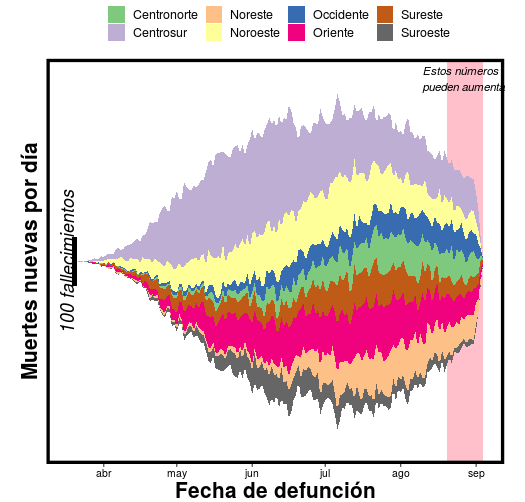 Centronorte Noreste Occidente Sureste
Centrosur Noroeste Oriente Suroeste
Estos números
pueden aumenta
Muertes nuevas por día
100 fallecimientos
abr may jun jul ago sep
Fecha de defunción